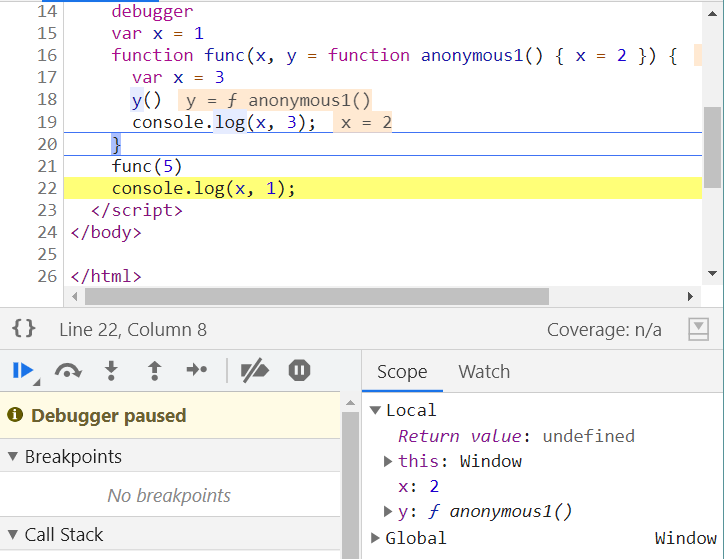 14 debugger
15 var x = 1
16 function func(x, y = function anonymous1() { x = 2 }) {
17 var x = 3
18 y() y = ƒ anonymous1()
19 console.log(x, 3); x = 2
20 }
21 func(5)
22 console.log(x, 1);
23 </script>
24 </body>
25
26 </html>
{} Line 22, Column 8 Coverage: n/a
Scope Watch
Debugger paused
Breakpoints
No breakpoints
Call Stack
Local
Return value: undefined
this: Window
x: 2
y: ƒ anonymous1()
Global Window